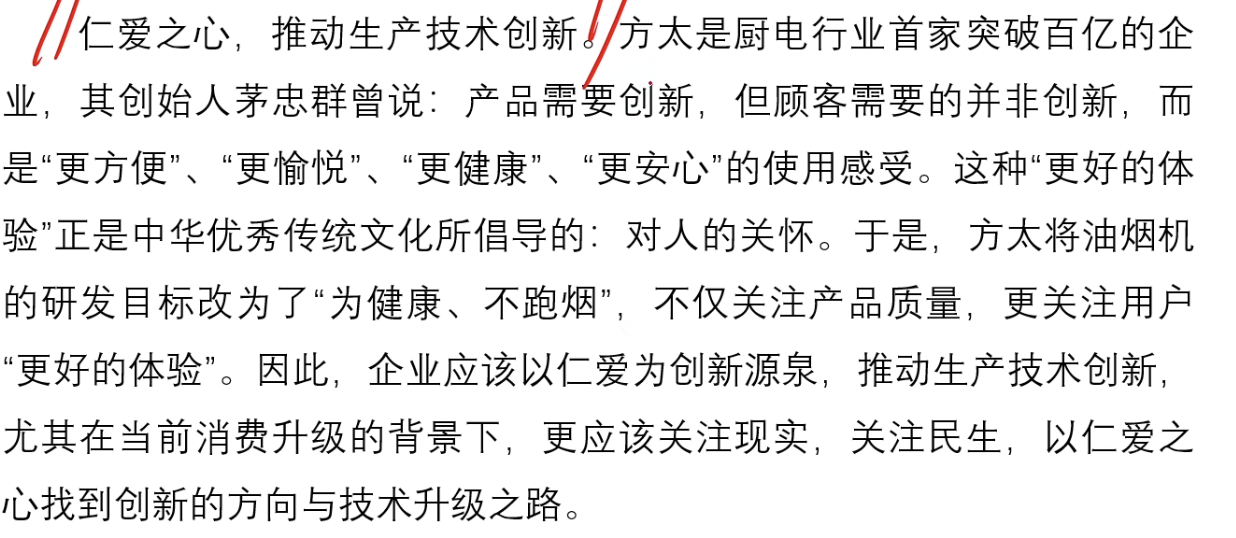 仁爱之心，推动生产技术创新。方太是厨电行业首家突破百亿的企
业，其创始人茅忠群曾说：产品需要创新，但顾客需要的并非创新，而
是“更方便”、“更愉悦”、“更健康”、“更安心”的使用感受。这种“更好的体
验”正是中华优秀传统文化所倡导的：对人的关怀。于是，方太将油烟机
的研发目标改为了“为健康、不跑烟”，不仅关注产品质量，更关注用户
“更好的体验”。因此，企业应该以仁爱为创新源泉，推动生产技术创新，
尤其在当前消费升级的背景下，更应该关注现实，关注民生，以仁爱之
心找到创新的方向与技术升级之路。